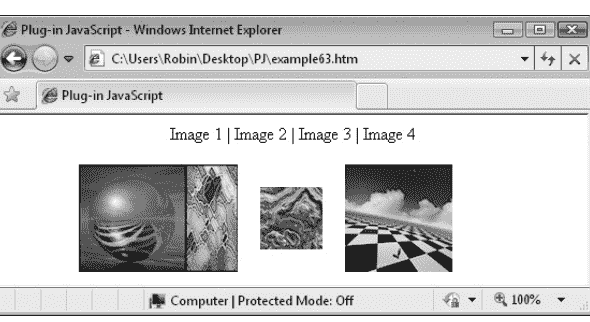 Plug-in JavaScript - Windows Internet Explorer
C:\Users\Robin\Desktop\PJ\example63.htm
Plug-in JavaScript
Image 1 | Image 2 | Image 3 | Image 4
Computer | Protected Mode: Off
100%